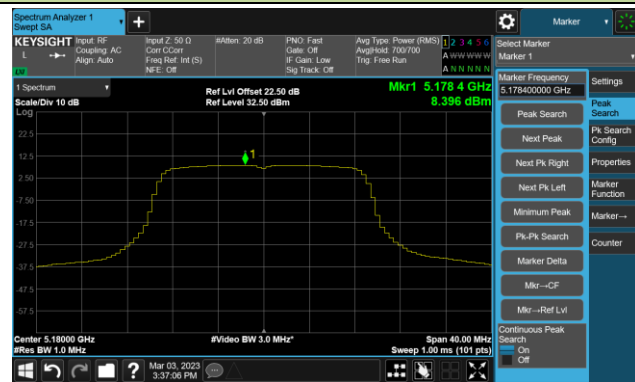 Spectrum Analyzer 1
Swept SA
Marker
KEYSIGHT
L
LW
Input: RF
Coupling: AC
Align: Auto
Input Z: 50 Ω
Corr CCorr
Freq Ref: Int (S)
NFE: Off
#Atten: 20 dB
PNO: Fast
Gate: Off
IF Gain: Low
Sig Track: Off
Avg Type: Power (RMS)
Avg|Hold: 700/700
Trig: Free Run
1 2 3 4 5 6
A W W W W W
A N N N N N
Select Marker
Marker 1
1 Spectrum
Scale/Div 10 dB
Log
Ref Lvl Offset 22.50 dB
Ref Level 32.50 dBm
Mkr1 5.178 4 GHz
8.396 dBm
22.5
12.5
2.50
-7.50
-17.5
-27.5
-37.5
-47.5
-57.5
1
Center 5.18000 GHz
#Res BW 1.0 MHz
#Video BW 3.0 MHz*
Span 40.00 MHz
Sweep 1.00 ms (101 pts)
Marker Frequency
5.178400000 GHz
Peak Search
Next Peak
Next Pk Right
Next Pk Left
Minimum Peak
Pk-Pk Search
Marker Delta
Mkr→CF
Mkr→Ref Lvl
Continuous Peak
Search
On
Off
Settings
Peak
Search
Pk Search
Config
Properties
Marker
Function
Marker→
Counter
?
Mar 03, 2023
3:37:06 PM